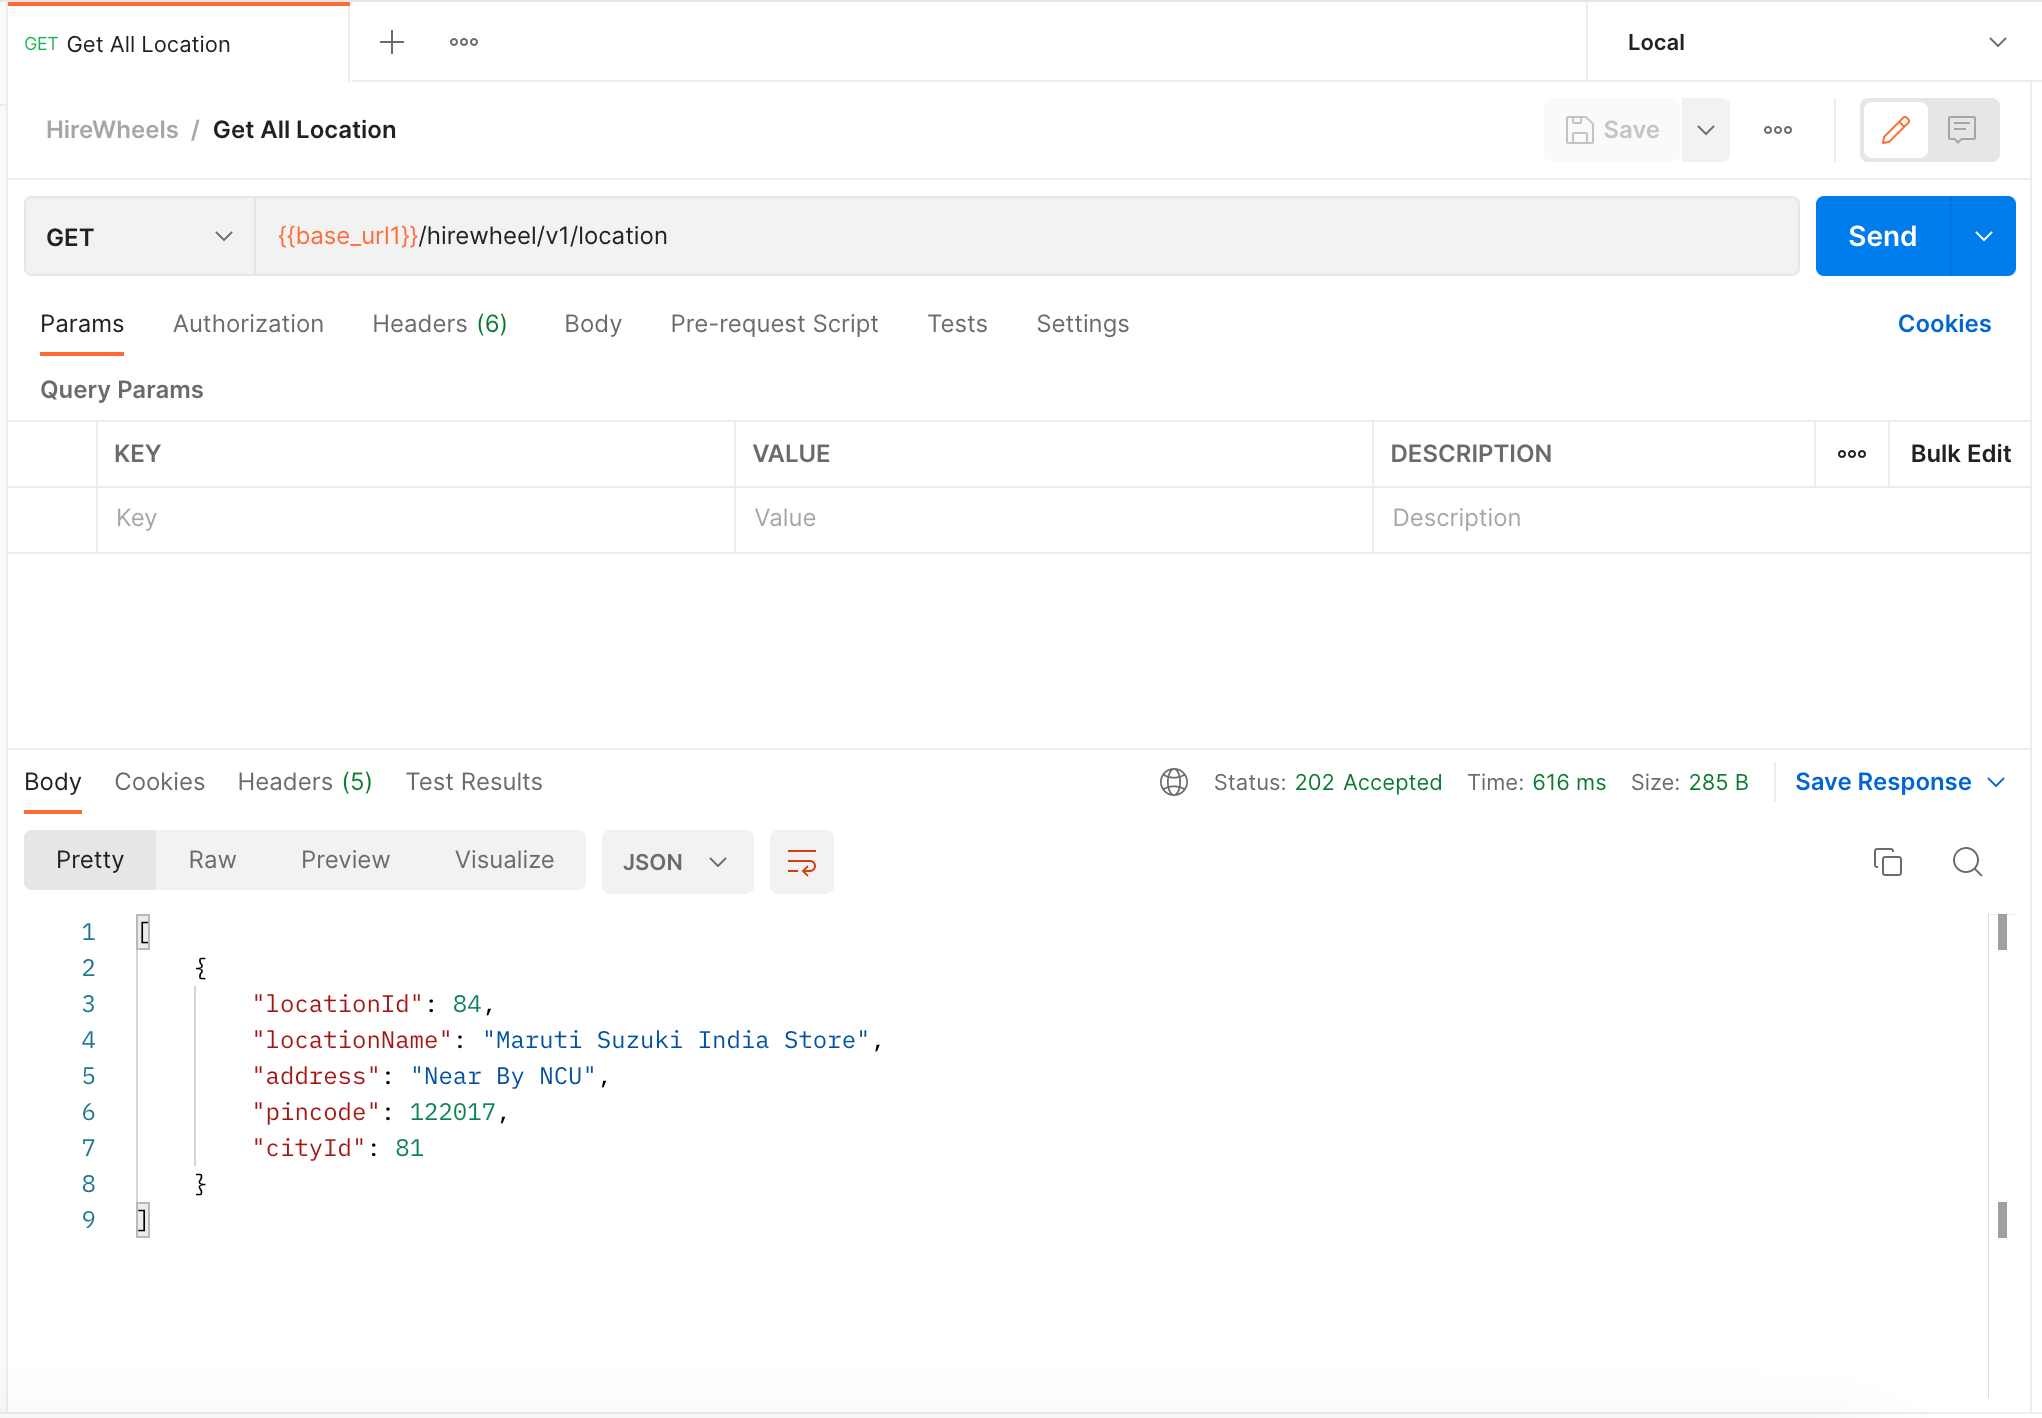 GET Get All Location
Local
HireWheels / Get All Location
Save
GET
{{base_url1}}/hirewheel/v1/location
Send
Params Authorization Headers (6) Body Pre-request Script Tests Settings
Cookies
Query Params
KEY VALUE DESCRIPTION Bulk Edit
Key Value Description
Body Cookies Headers (5) Test Results
Status: 202 Accepted Time: 616 ms Size: 285 B Save Response
Pretty Raw Preview Visualize JSON
1 [
2 {
3 "locationId": 84,
4 "locationName": "Maruti Suzuki India Store",
5 "address": "Near By NCU",
6 "pincode": 122017,
7 "cityId": 81
8 }
9 ]